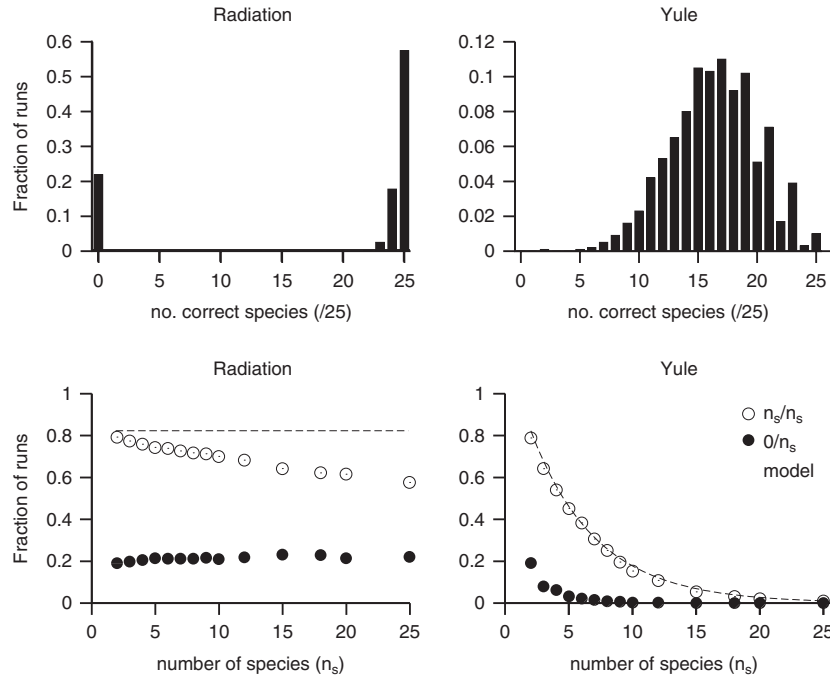 Radiation
Yule
Fraction of runs
0.6
0.5
0.4
0.3
0.2
0.1
0
0 5 10 15 20 25
no. correct species (/25)
0.12
0.1
0.08
0.06
0.04
0.02
0
0 5 10 15 20 25
no. correct species (/25)
Radiation
Yule
Fraction of runs
1
0.8
0.6
0.4
0.2
0
0 5 10 15 20 25
number of species (ns)
1
0.8
0.6
0.4
0.2
0
0 5 10 15 20 25
number of species (ns)
ns/ns
0/ns
model